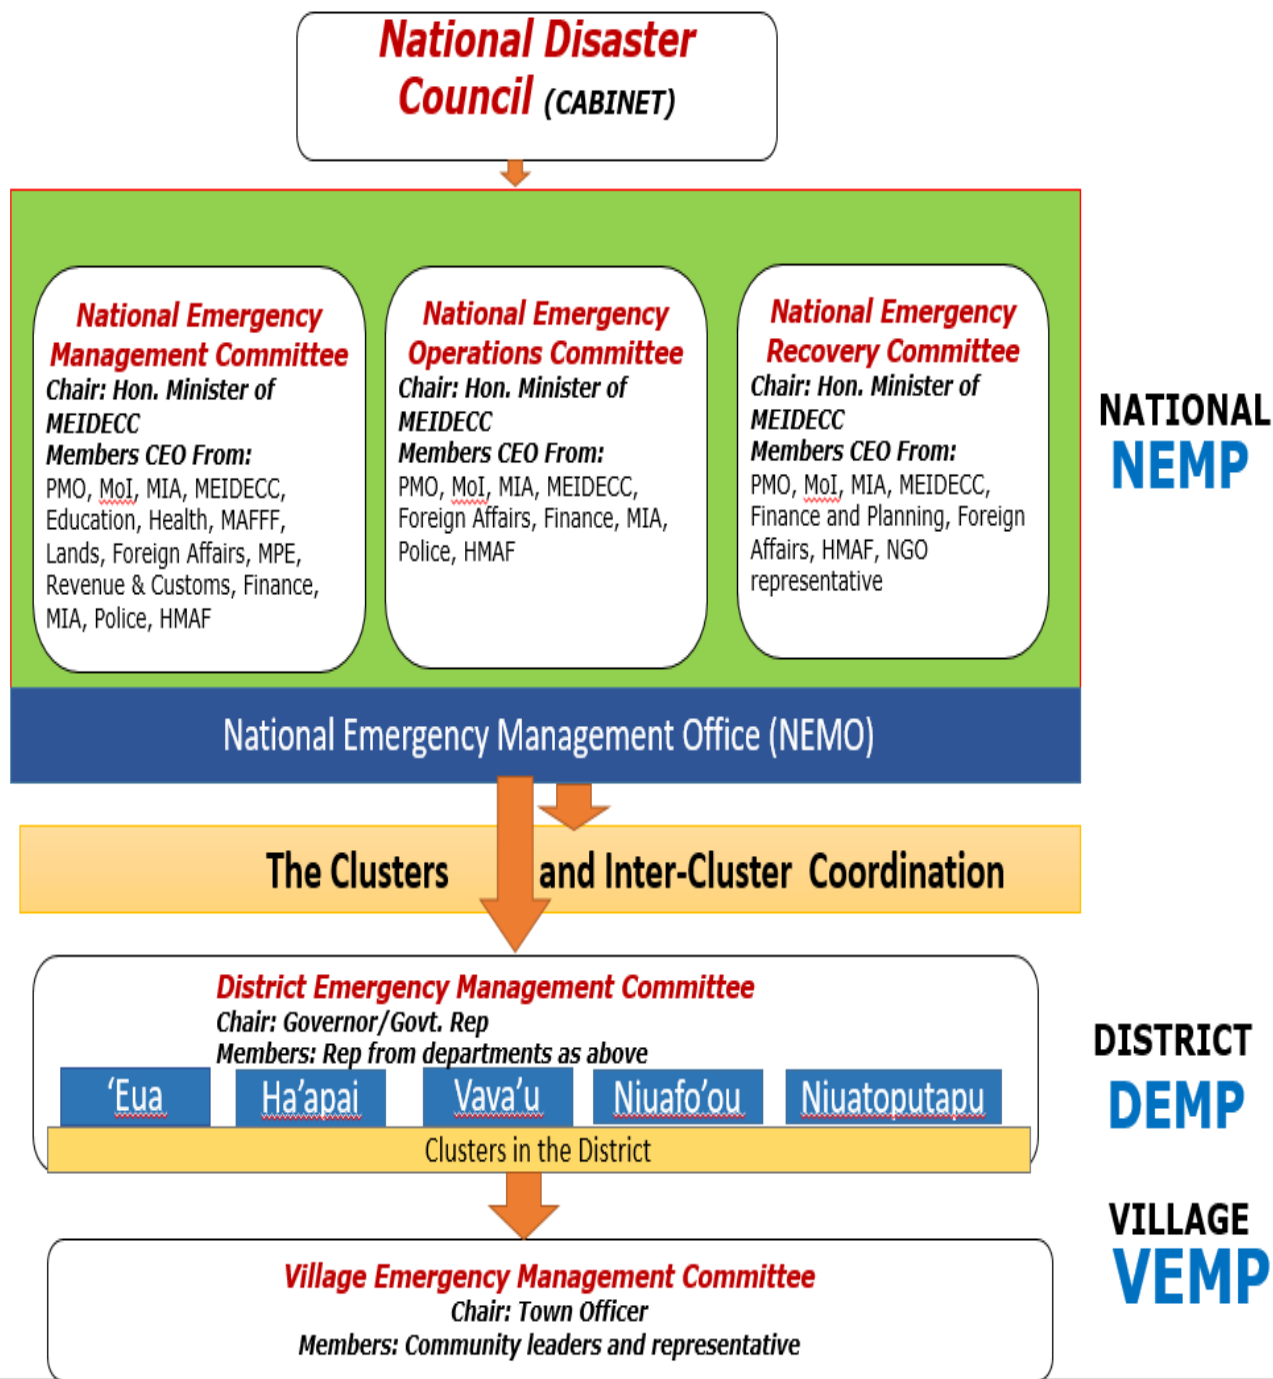 National Disaster
Council (CABINET)
National Emergency
Management Committee
Chair: Hon. Minister of
MEIDECC
Members CEO From:
PMO, MoI, MIA, MEIDECC,
Education, Health, MAFFF,
Lands, Foreign Affairs, MPE,
Revenue & Customs, Finance,
MIA, Police, HMAF
National Emergency
Operations Committee
Chair: Hon. Minister of
MEIDECC
Members CEO From:
PMO, MoI, MIA, MEIDECC,
Foreign Affairs, Finance, MIA,
Police, HMAF
National Emergency
Recovery Committee
Chair: Hon. Minister of
MEIDECC
Members CEO From:
PMO, MoI, MIA, MEIDECC,
Finance and Planning, Foreign
Affairs, HMAF, NGO
representative
NATIONAL
NEMP
National Emergency Management Office (NEMO)
The Clusters and Inter-Cluster Coordination
District Emergency Management Committee
Chair: Governor/Govt. Rep
Members: Rep from departments as above
‘Eua
Ha’apai
Vava’u
Niuafo’ou
Niuatoputapu
Clusters in the District
DISTRICT
DEMP
VILLAGE
VEMP
Village Emergency Management Committee
Chair: Town Officer
Members: Community leaders and representative